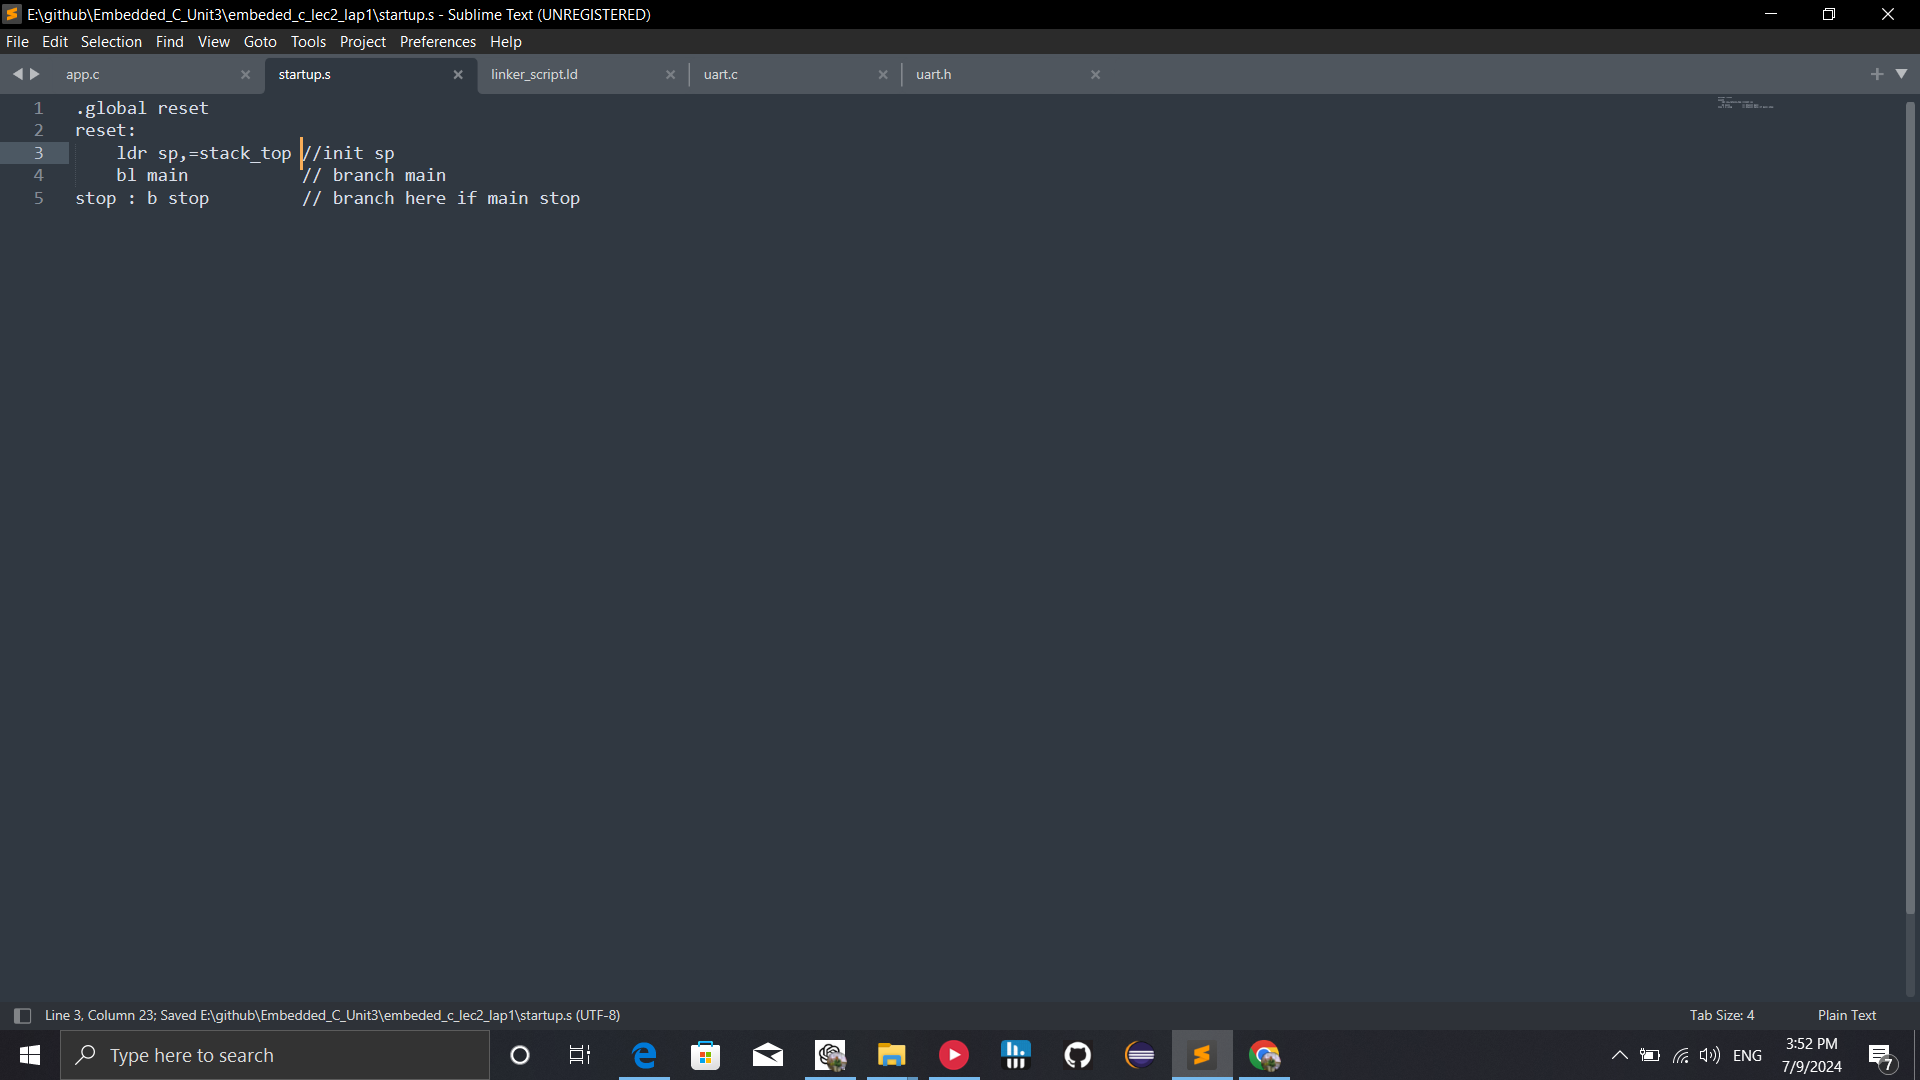 E:\github\Embedded_C_Unit3\embeded_c_lec2_lap1\startup.s - Sublime Text (UNREGISTERED)
File Edit Selection Find View Goto Tools Project Preferences Help
app.c startup.s linker_script.ld uart.c uart.h
1 .global reset
2 reset:
3     ldr sp,=stack_top //init sp
4     bl main           // branch main
5 stop : b stop         // branch here if main stop
Line 3, Column 23; Saved E:\github\Embedded_C_Unit3\embeded_c_lec2_lap1\startup.s (UTF-8) Tab Size: 4 Plain Text
Type here to search
ENG
3:52 PM
7/9/2024
7